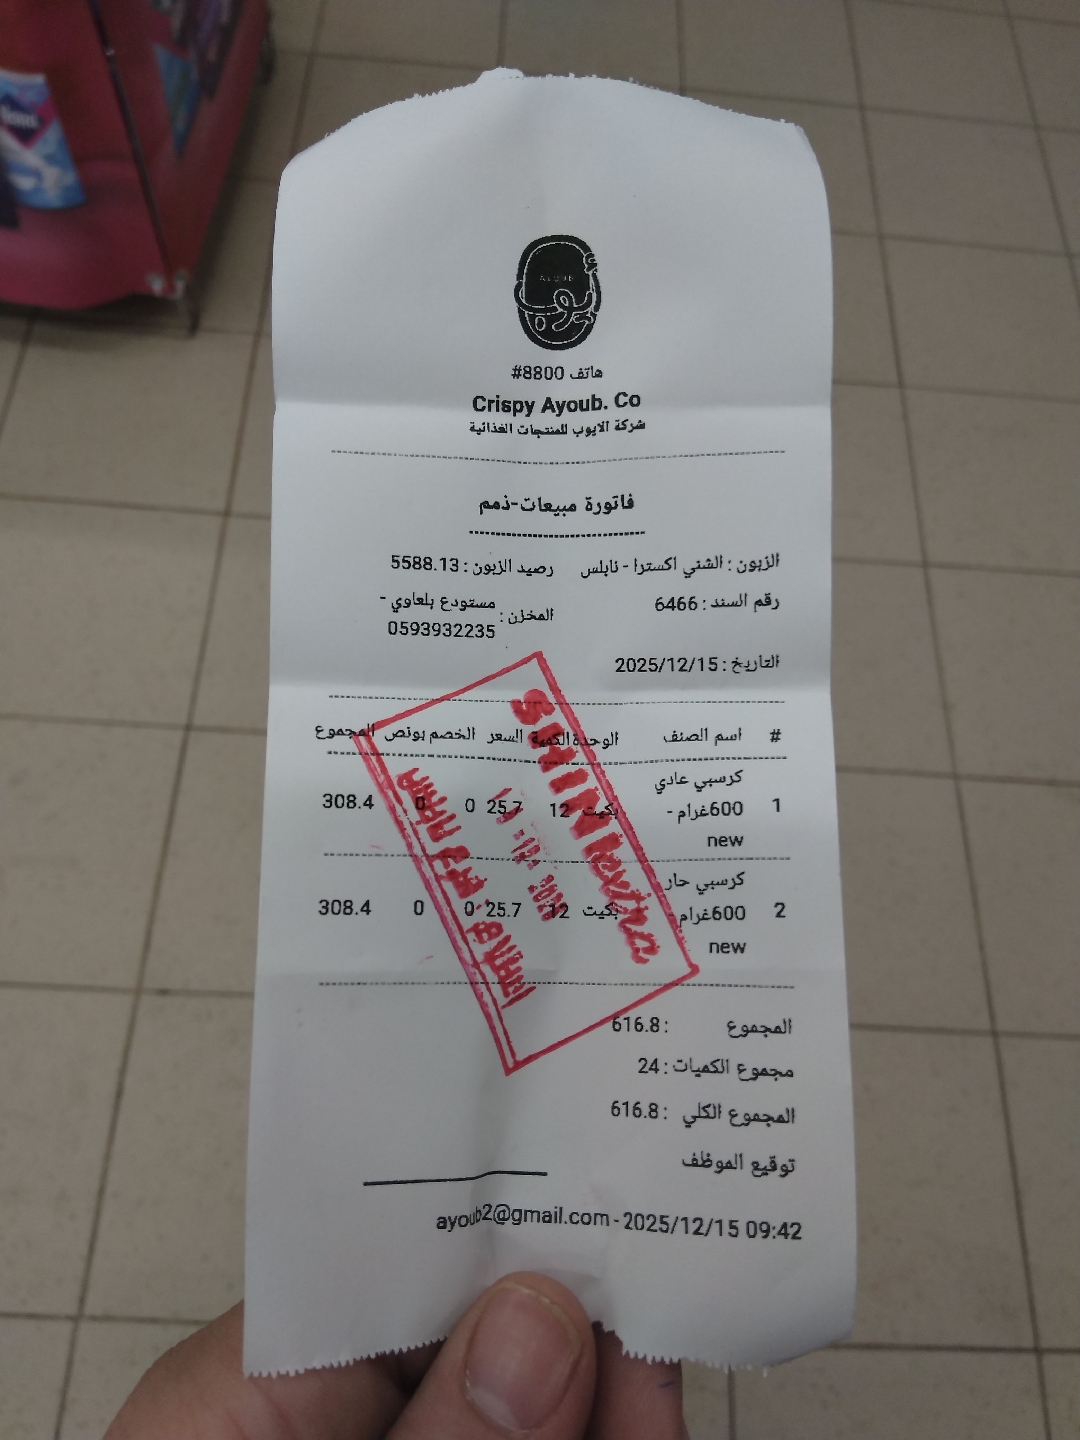 AYOUB
هاتف 8800#
Crispy Ayoub. Co
شركة الايوب للمنتجات الغذائية
فاتورة مبيعات-ذمم
الزبون : الشني اكسترا - نابلس رصيد الزبون : 5588.13
رقم السند : 6466 المخزن : مستودع بلعاوي -
0593932235
التاريخ : 2025/12/15
# اسم الصنف الوحدة الكمية السعر الخصم بونص المجموع
كرسبي عادي
1 600غرام - بكيت 12 25.7 0 0 308.4
new
كرسبي حار
2 600غرام - بكيت 12 25.7 0 0 308.4
new
المجموع : 616.8
مجموع الكميات : 24
المجموع الكلي : 616.8
توقيع الموظف
ayoub2@gmail.com - 2025/12/15 09:42
SHINI extra